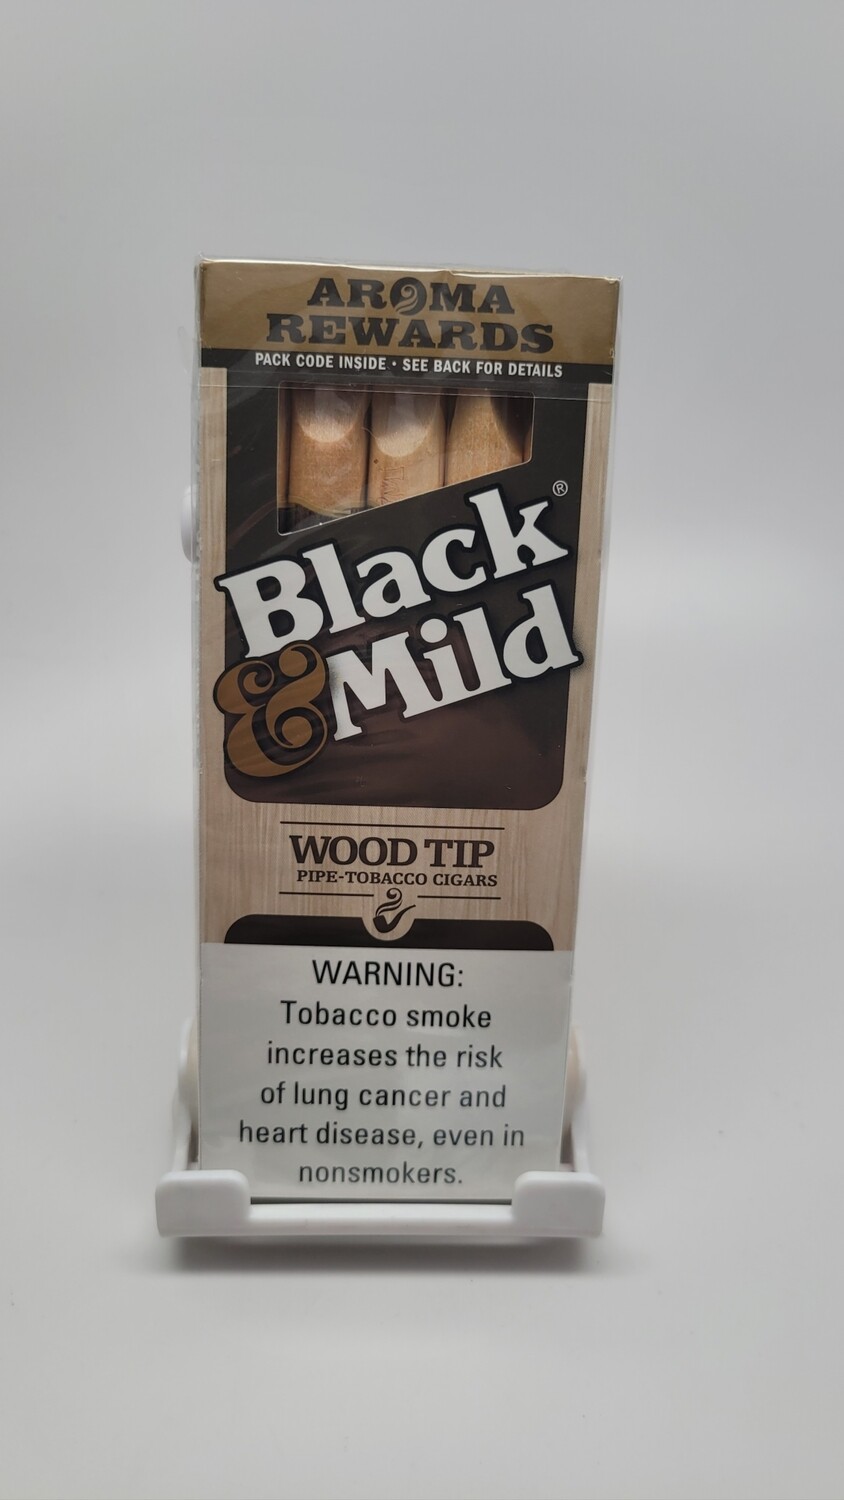 AROMA
REWARDS
PACK CODE INSIDE · SEE BACK FOR DETAILS
Black®
& Mild
WOOD TIP
PIPE-TOBACCO CIGARS
WARNING:
Tobacco smoke
increases the risk
of lung cancer and
heart disease, even in
nonsmokers.